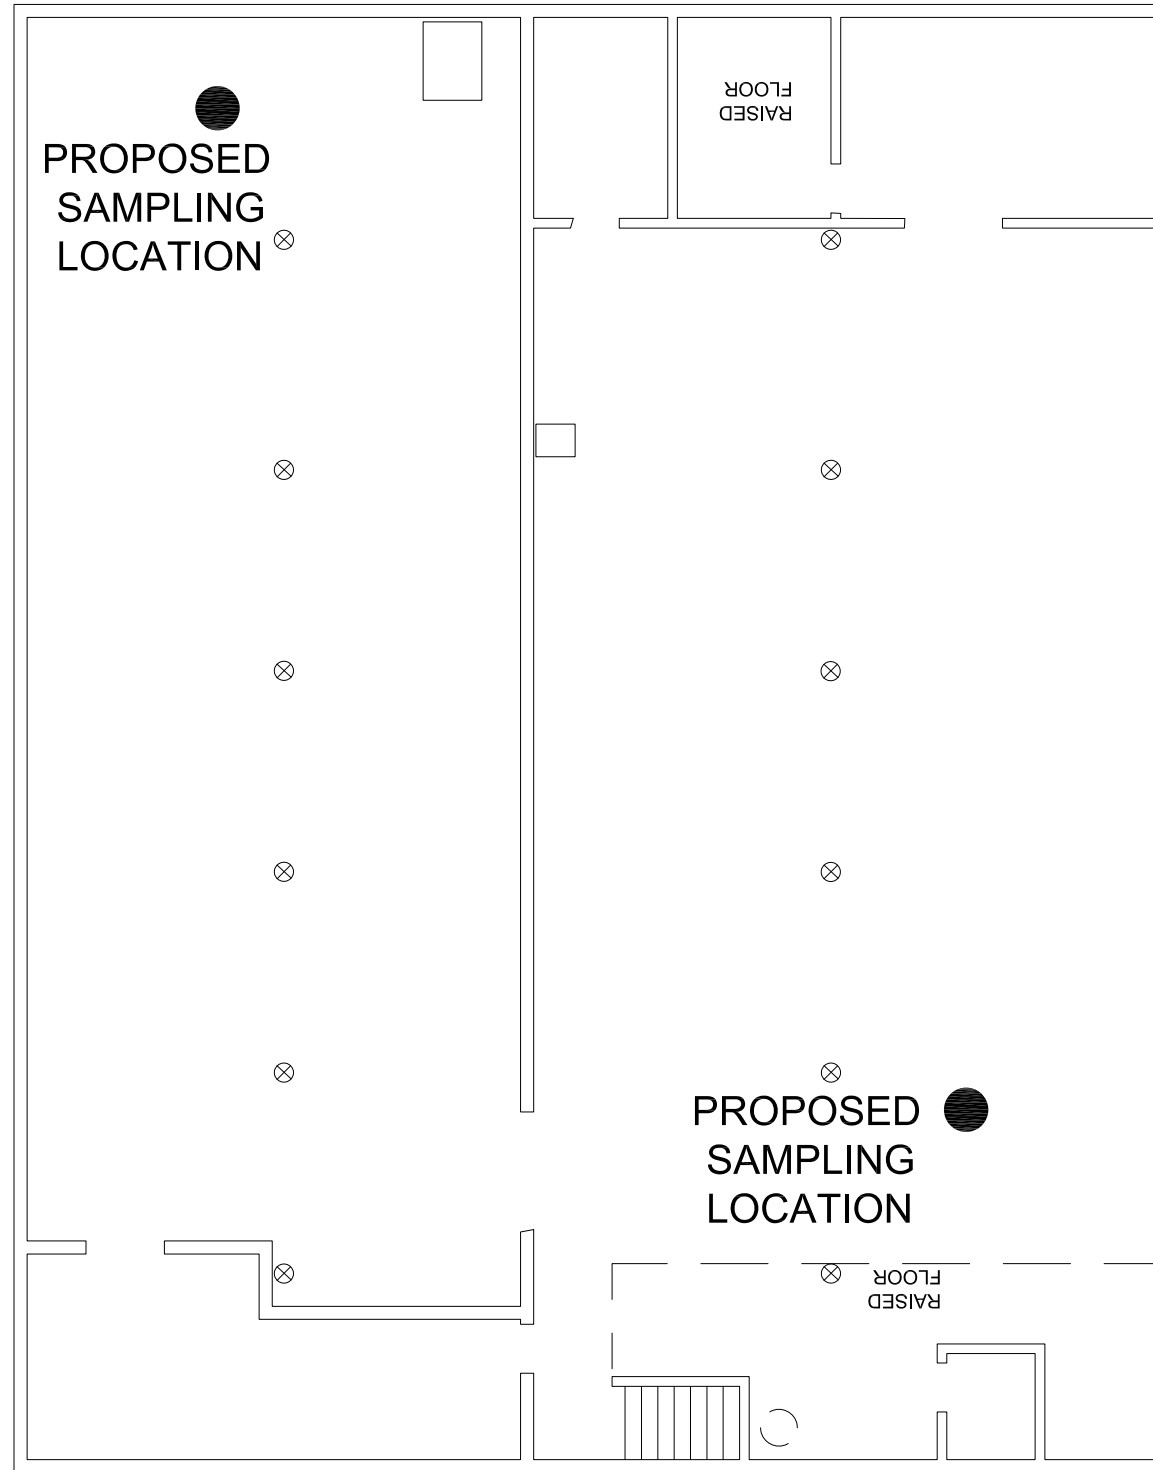 RAISED
FLOOR
PROPOSED
SAMPLING
LOCATION
PROPOSED
SAMPLING
LOCATION
RAISED
FLOOR